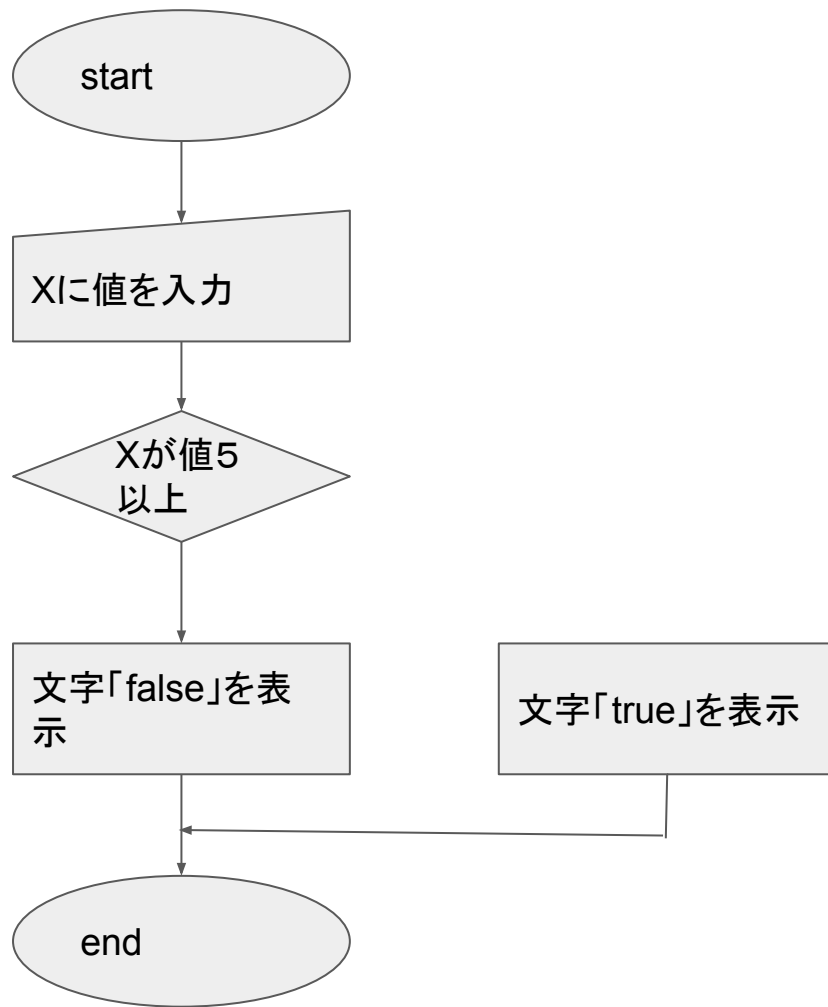 start
Xに値を入力
Xが値５
以上
文字「false」を表
示
文字「true」を表示
end